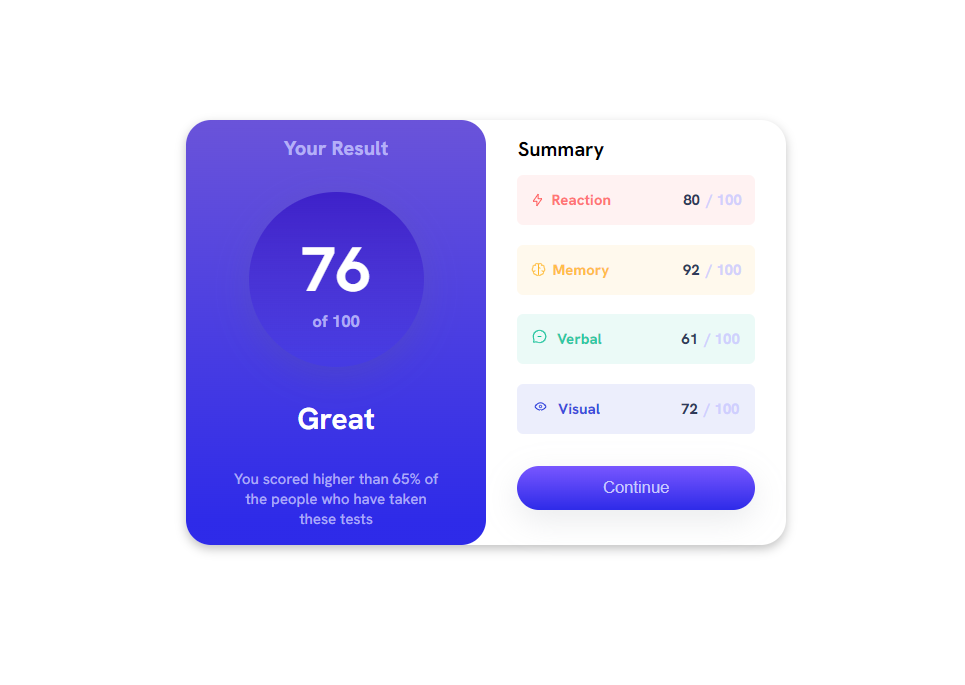 Your Result
76
of 100
Great
You scored higher than 65% of
the people who have taken
these tests
Summary
Reaction 80 / 100
Memory 92 / 100
Verbal 61 / 100
Visual 72 / 100
Continue